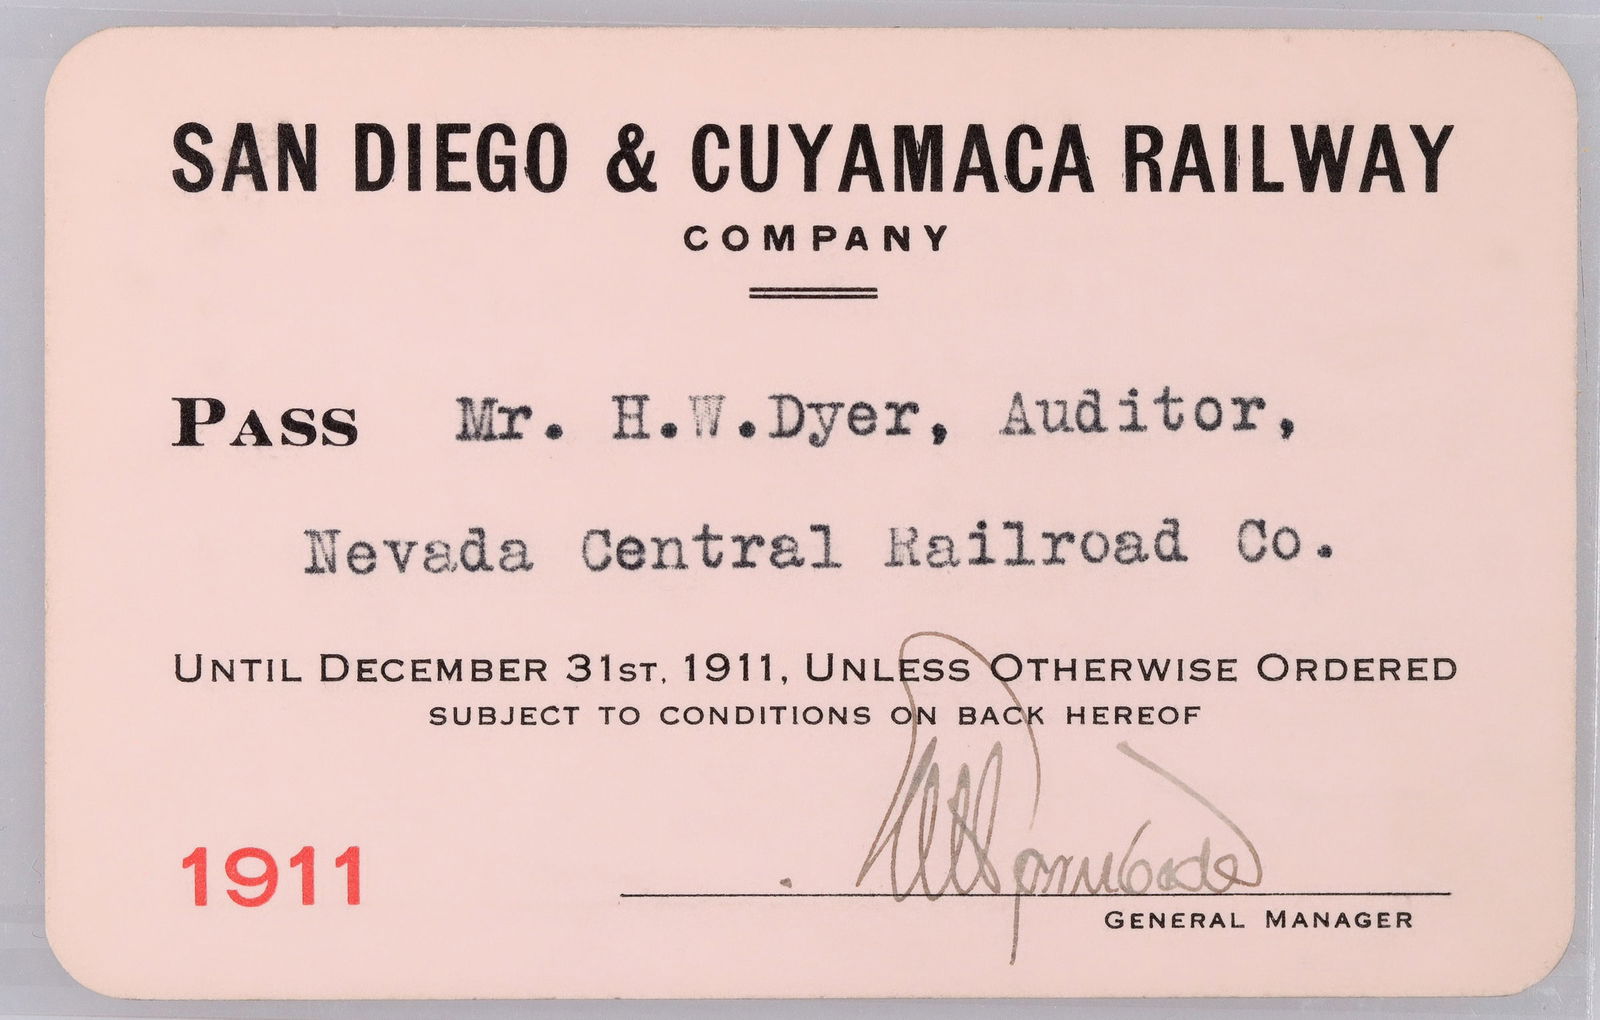 SAN DIEGO & CUYAMACA RAILWAY
COMPANY
PASS Mr. H.W.Dyer, Auditor,
Nevada Central Railroad Co.
UNTIL DECEMBER 31ST, 1911, UNLESS OTHERWISE ORDERED
SUBJECT TO CONDITIONS ON BACK HEREOF
1911
GENERAL MANAGER